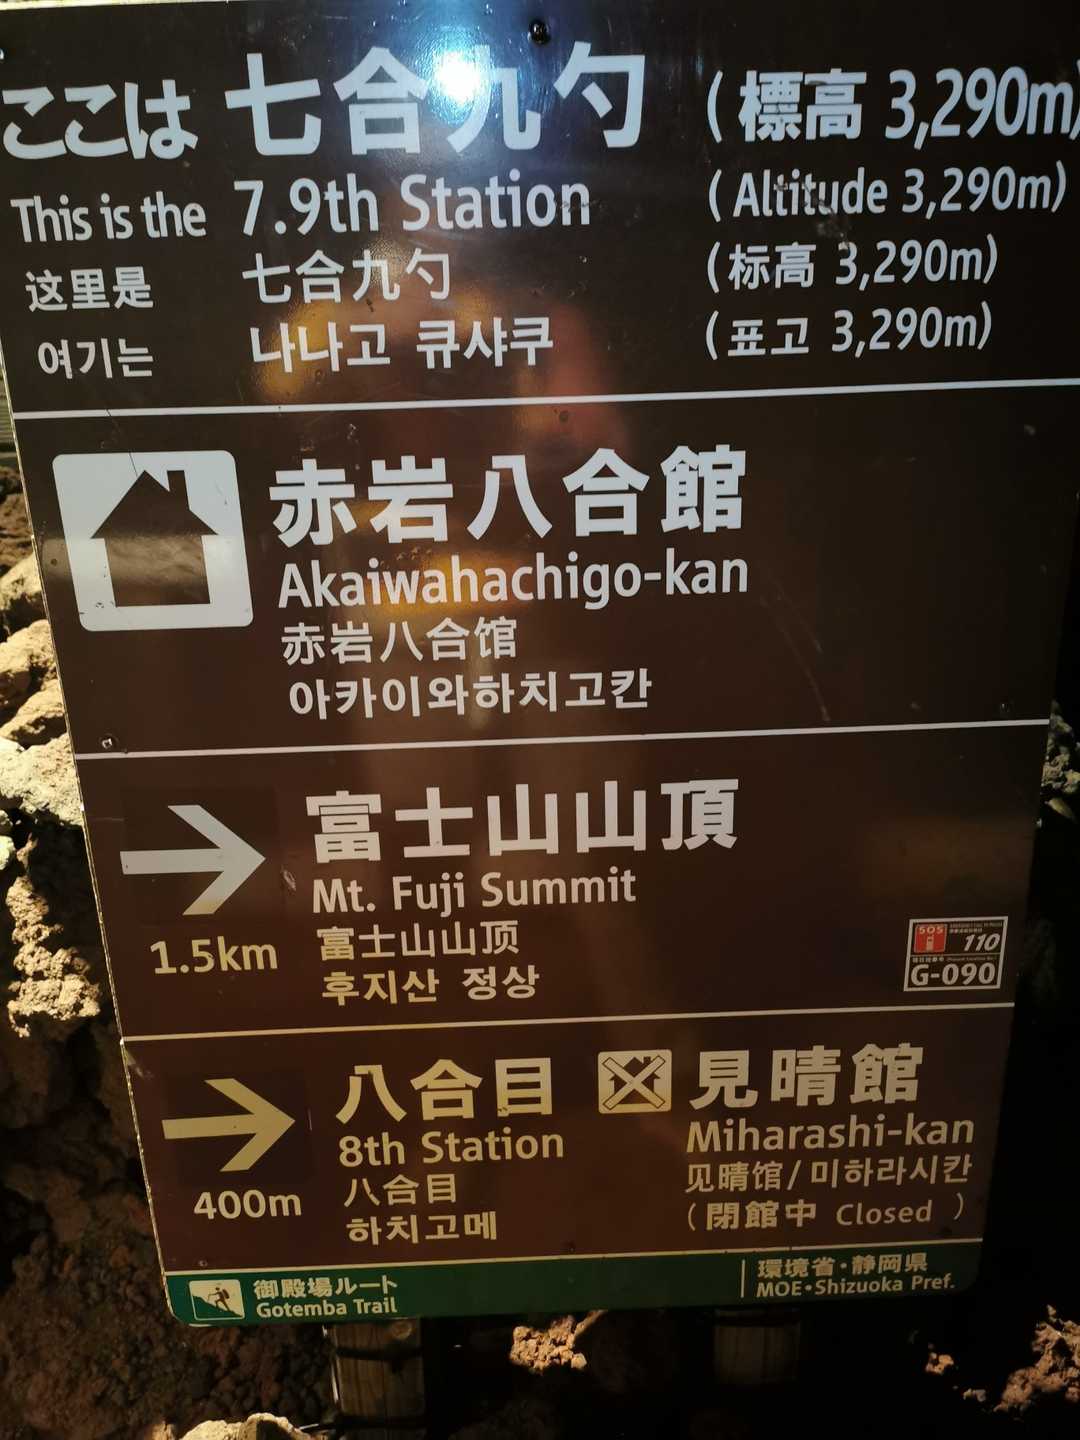 ここは 七合九勺 (標高 3,290m)
This is the 7.9th Station (Altitude 3,290m)
这里是 七合九勺 (标高 3,290m)
여기는 나나고 큐샤쿠 (표고 3,290m)
赤岩八合館
Akaiwahachigo-kan
赤岩八合馆
아카이와하치고칸
富士山山頂
Mt. Fuji Summit
1.5km
富士山山顶
후지산 정상
SOS 110
G-090
八合目 見晴館
8th Station Miharashi-kan
400m
八合目 见晴馆/미하라시칸
하치고메 (閉館中 Closed )
御殿場ルート
Gotemba Trail
環境省・静岡県
MOE・Shizuoka Pref.